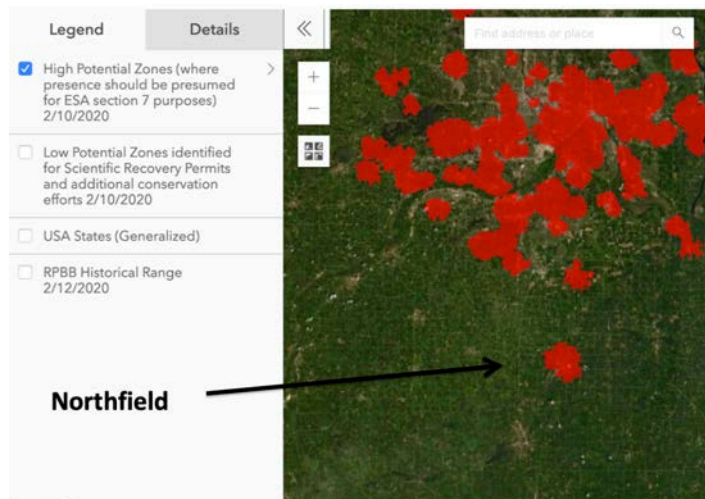 Legend
Details
High Potential Zones (where
presence should be presumed
for ESA section 7 purposes)
2/10/2020
Low Potential Zones identified
for Scientific Recovery Permits
and additional conservation
efforts 2/10/2020
USA States (Generalized)
RPBB Historical Range
2/12/2020
Northfield
Find address or place